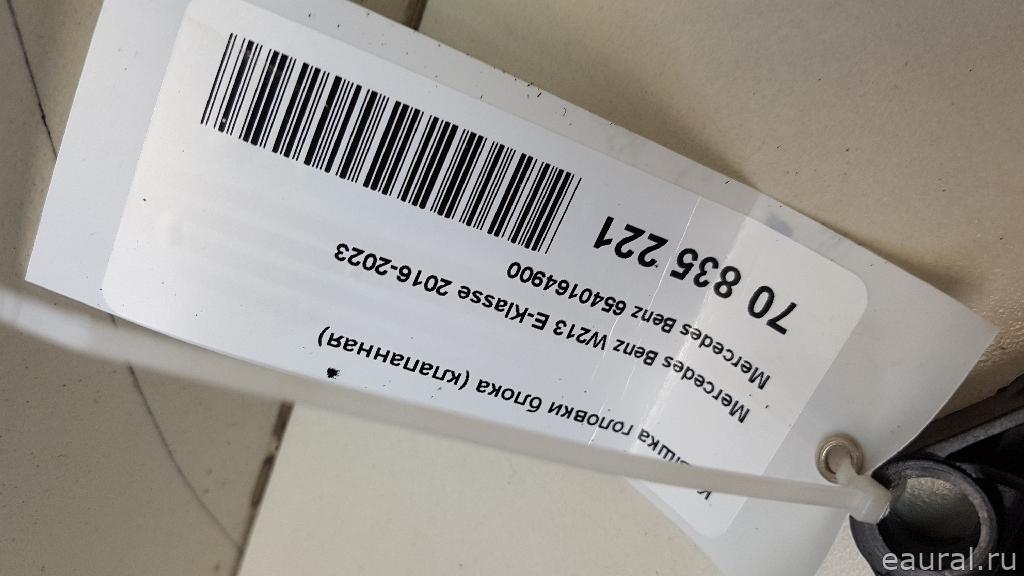 70 835 221
Mercedes Benz 6540164900
Mercedes Benz W213 E-Klasse 2016-2023
головки блока (клапанная)
eaural.ru